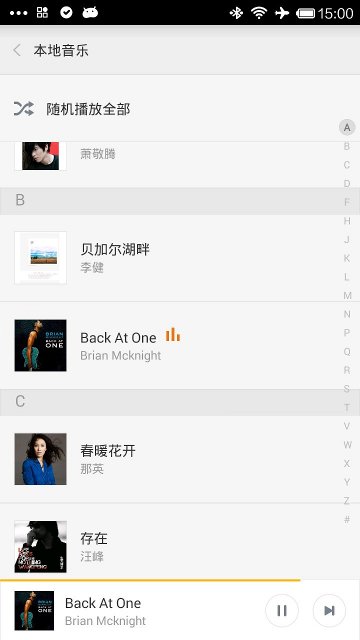 15:00
本地音乐
随机播放全部
萧敬腾
B
贝加尔湖畔
李健
BRIAN
MCKNIGHT
BACK AT
ONE
Back At One
Brian Mcknight
C
春暖花开
那英
NOTHING
存在
汪峰
A
B
C
D
F
H
J
K
L
M
N
P
Q
R
S
T
V
W
X
Y
Z
#
Back At One
Brian Mcknight